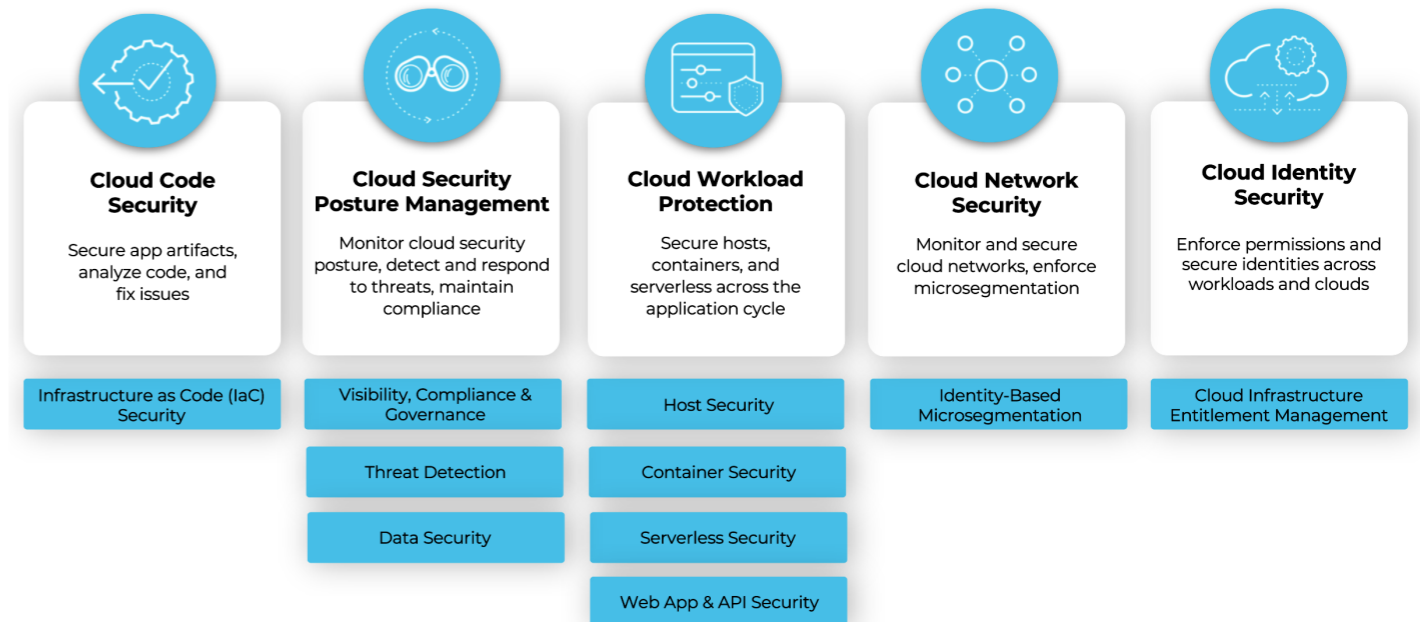 Cloud Code
Security
Secure app artifacts,
analyze code, and
fix issues
Infrastructure as Code (IaC)
Security
Cloud Security
Posture Management
Monitor cloud security
posture, detect and respond
to threats, maintain
compliance
Visibility, Compliance &
Governance
Threat Detection
Data Security
Cloud Workload
Protection
Secure hosts,
containers, and
serverless across the
application cycle
Host Security
Container Security
Serverless Security
Web App & API Security
Cloud Network
Security
Monitor and secure
cloud networks, enforce
microsegmentation
Identity-Based
Microsegmentation
Cloud Identity
Security
Enforce permissions and
secure identities across
workloads and clouds
Cloud Infrastructure
Entitlement Management